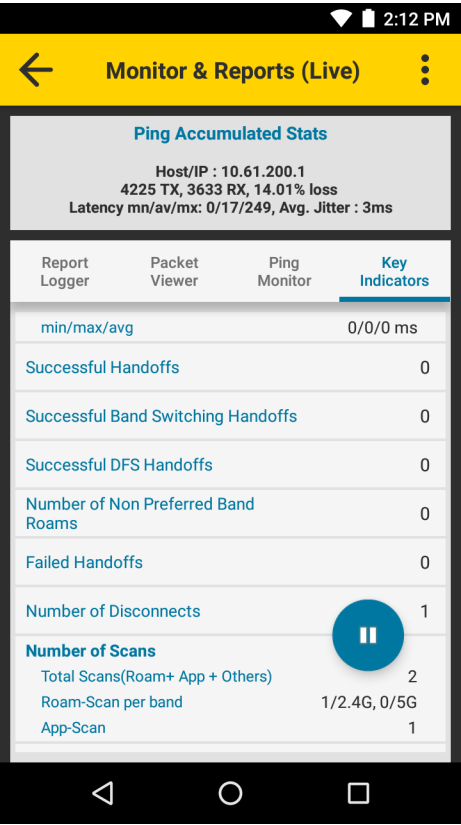 2:12 PM
Monitor & Reports (Live)
Ping Accumulated Stats
Host/IP : 10.61.200.1
4225 TX, 3633 RX, 14.01% loss
Latency mn/av/mx: 0/17/249, Avg. Jitter : 3ms
Report Logger
Packet Viewer
Ping Monitor
Key Indicators
min/max/avg 0/0/0 ms
Successful Handoffs 0
Successful Band Switching Handoffs 0
Successful DFS Handoffs 0
Number of Non Preferred Band
Roams 0
Failed Handoffs 0
Number of Disconnects 1
Number of Scans
Total Scans(Roam+ App + Others) 2
Roam-Scan per band 1/2.4G, 0/5G
App-Scan 1